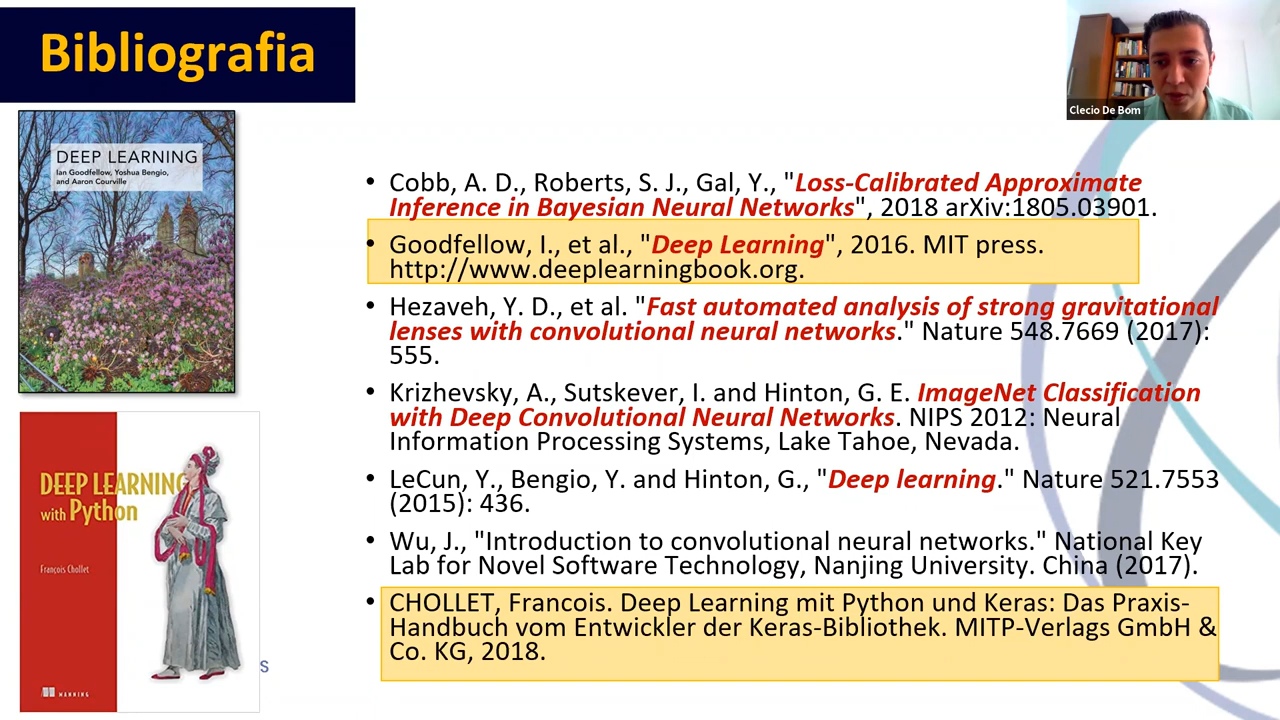 Bibliografia
Clecio De Bom
DEEP LEARNING
Ian Goodfellow, Yoshua Bengio,
and Aaron Courville
DEEP LEARNING
with Python
François Chollet
MANNING
S
• Cobb, A. D., Roberts, S. J., Gal, Y., "Loss-Calibrated Approximate
Inference in Bayesian Neural Networks", 2018 arXiv:1805.03901.
• Goodfellow, I., et al., "Deep Learning", 2016. MIT press.
http://www.deeplearningbook.org.
• Hezaveh, Y. D., et al. "Fast automated analysis of strong gravitational
lenses with convolutional neural networks." Nature 548.7669 (2017):
555.
• Krizhevsky, A., Sutskever, I. and Hinton, G. E. ImageNet Classification
with Deep Convolutional Neural Networks. NIPS 2012: Neural
Information Processing Systems, Lake Tahoe, Nevada.
• LeCun, Y., Bengio, Y. and Hinton, G., "Deep learning." Nature 521.7553
(2015): 436.
• Wu, J., "Introduction to convolutional neural networks." National Key
Lab for Novel Software Technology, Nanjing University. China (2017).
• CHOLLET, Francois. Deep Learning mit Python und Keras: Das Praxis-
Handbuch vom Entwickler der Keras-Bibliothek. MITP-Verlags GmbH &
Co. KG, 2018.